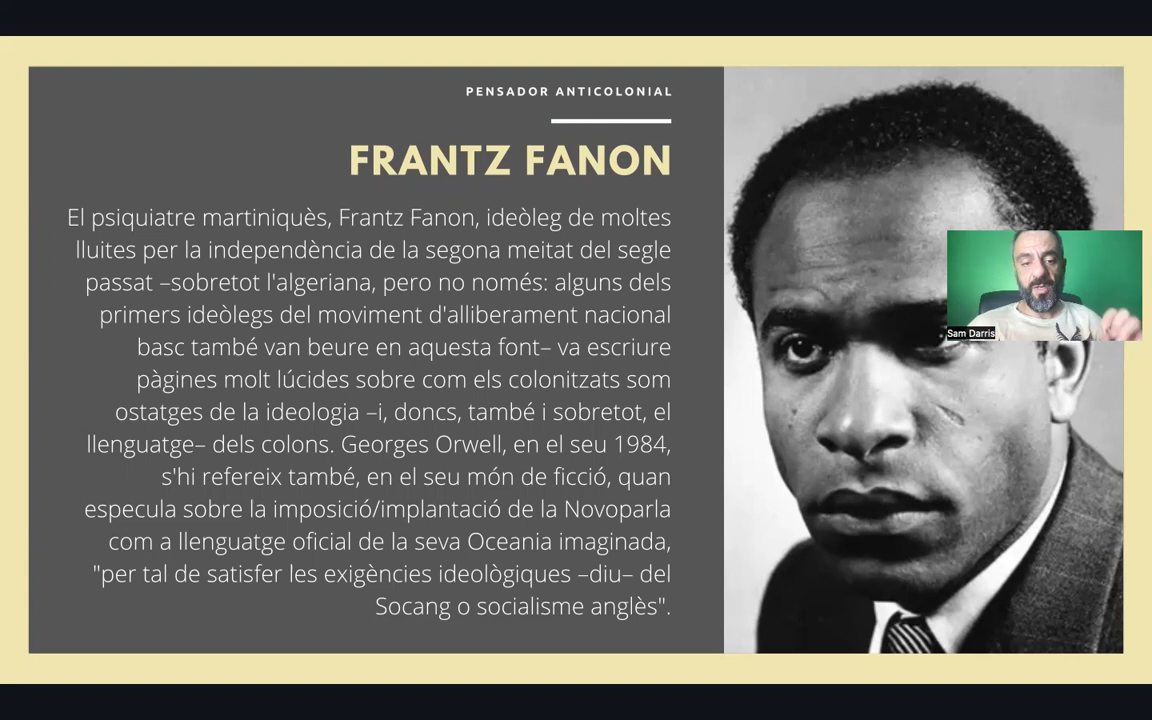 PENSADOR ANTICOLONIAL
FRANTZ FANON
El psiquiatre martiniquès, Frantz Fanon, ideòleg de moltes
lluites per la independència de la segona meitat del segle
passat –sobretot l'algeriana, pero no només: alguns dels
primers ideòlegs del moviment d'alliberament nacional
basc també van beure en aquesta font– va escriure
pàgines molt lúcides sobre com els colonitzats som
ostatges de la ideologia –i, doncs, també i sobretot, el
llenguatge– dels colons. Georges Orwell, en el seu 1984,
s'hi refereix també, en el seu món de ficció, quan
especula sobre la imposició/implantació de la Novoparla
com a llenguatge oficial de la seva Oceania imaginada,
"per tal de satisfer les exigències ideològiques –diu– del
Socang o socialisme anglès".
Sam Darris